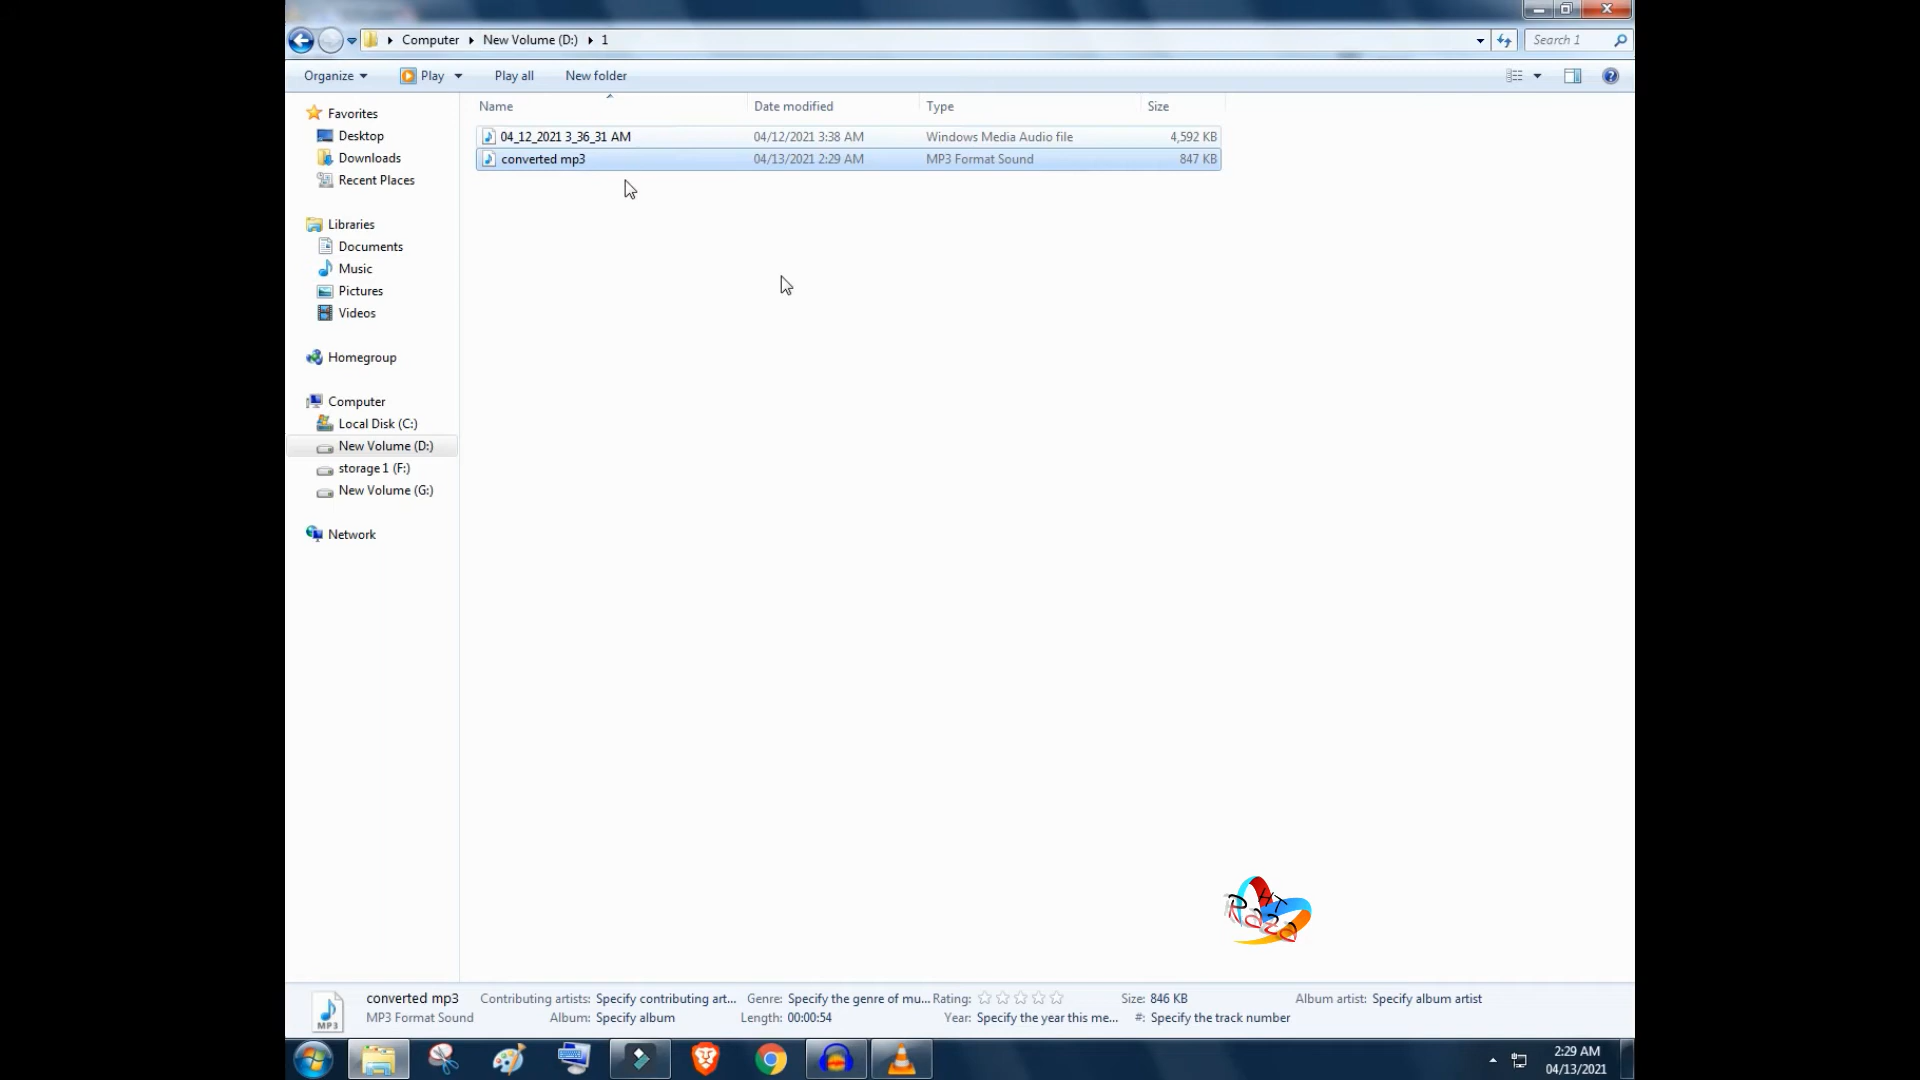 Computer New Volume (D:) 1 Search 1
Organize Play Play all New folder
Name Date modified Type Size
04_12_2021 3_36_31 AM 04/12/2021 3:38 AM Windows Media Audio file 4,592 KB
converted mp3 04/13/2021 2:29 AM MP3 Format Sound 847 KB
Favorites
Desktop
Downloads
Recent Places
Libraries
Documents
Music
Pictures
Videos
Homegroup
Computer
Local Disk (C:)
New Volume (D:)
storage1 (F:)
New Volume (G:)
Network
HT
Raza
converted mp3 Contributing artists: Specify contributing art... Genre: Specify the genre of mu... Rating: Size: 846 KB Album artist: Specify album artist
MP3 MP3 Format Sound Album: Specify album Length: 00:00:54 Year: Specify the year this me... #: Specify the track number
2:29 AM
04/13/2021